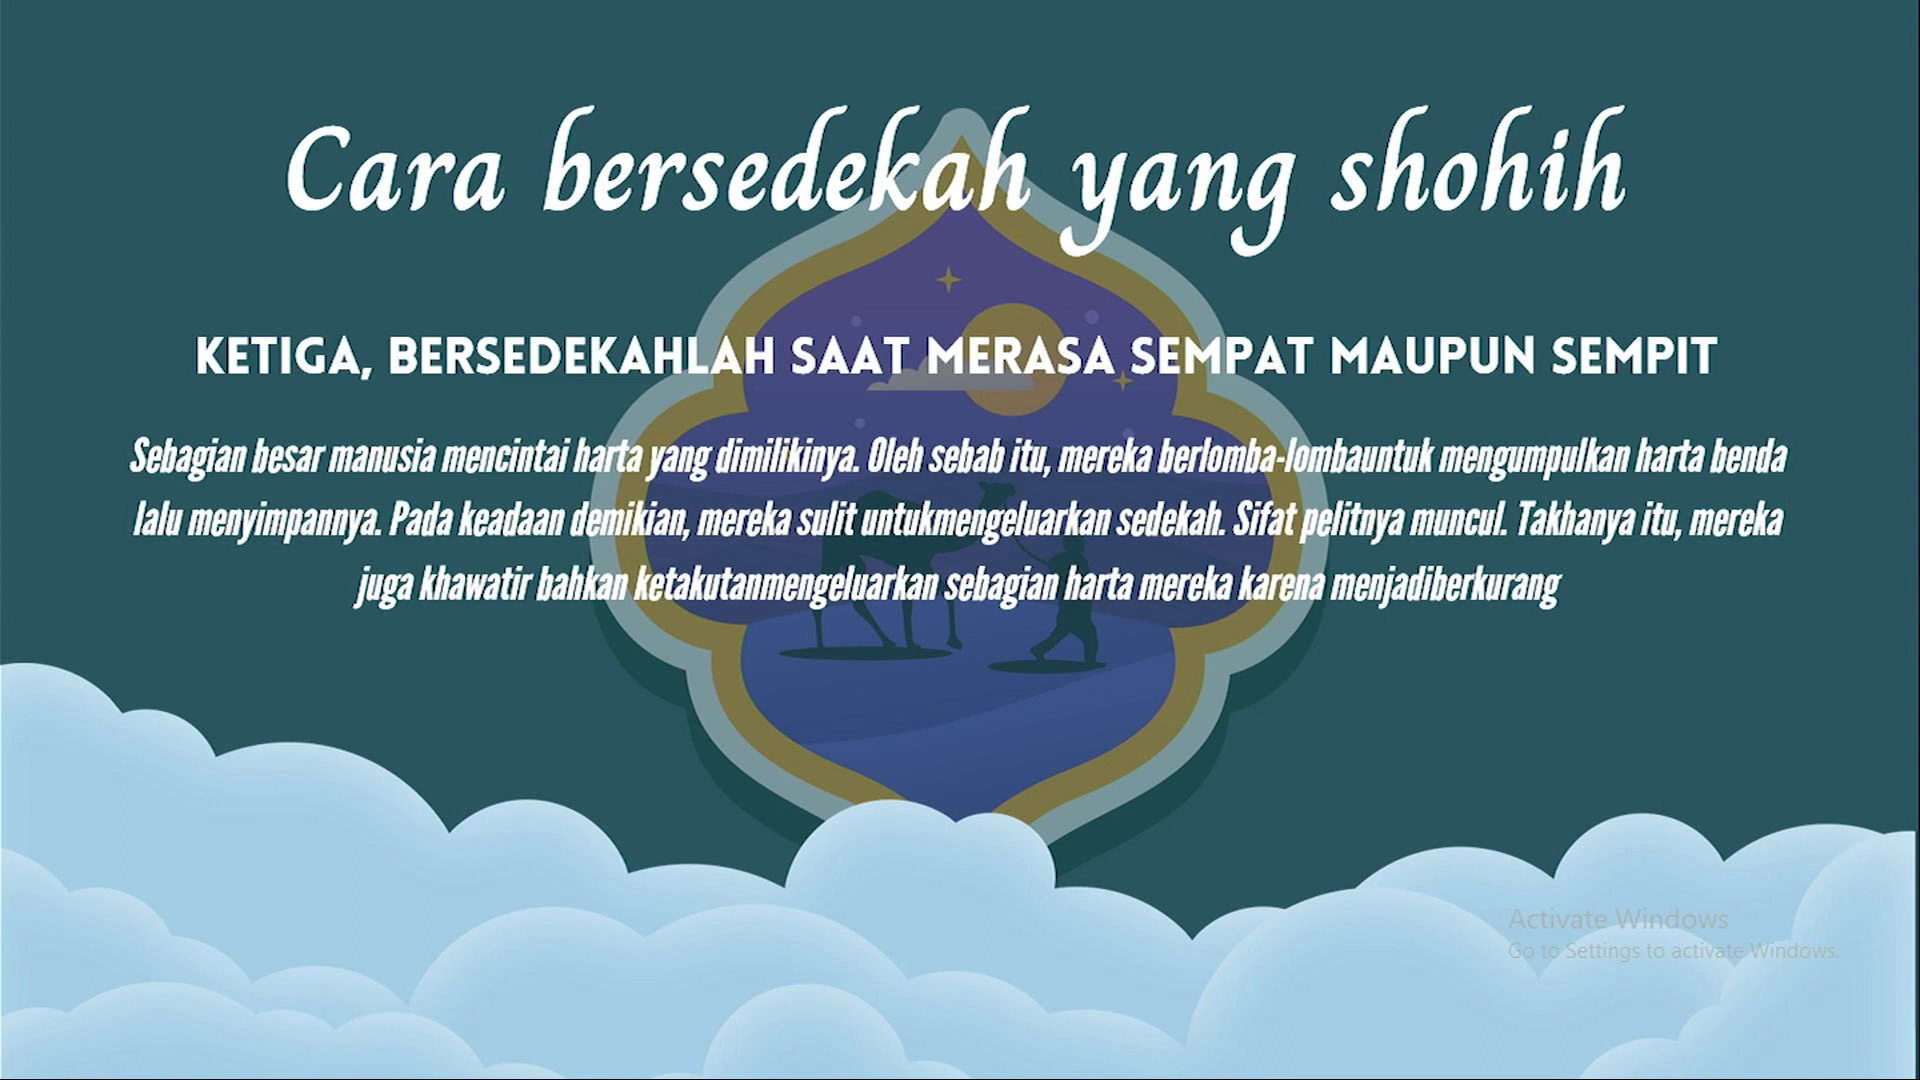 Cara bersedekah yang shohih
KETIGA, BERSEDEKAHLAH SAAT MERASA SEMPAT MAUPUN SEMPIT
Sebagian besar manusia mencintai harta yang dimilikinya. Oleh sebab itu, mereka berlomba-lombauntuk mengumpulkan harta benda
lalu menyimpannya. Pada keadaan demikian, mereka sulit untukmengeluarkan sedekah. Sifat pelitnya muncul. Takhanya itu, mereka
juga khawatir bahkan ketakutanmengeluarkan sebagian harta mereka karena menjadiberkurang
Activate Windows
Go to Settings to activate Windows.